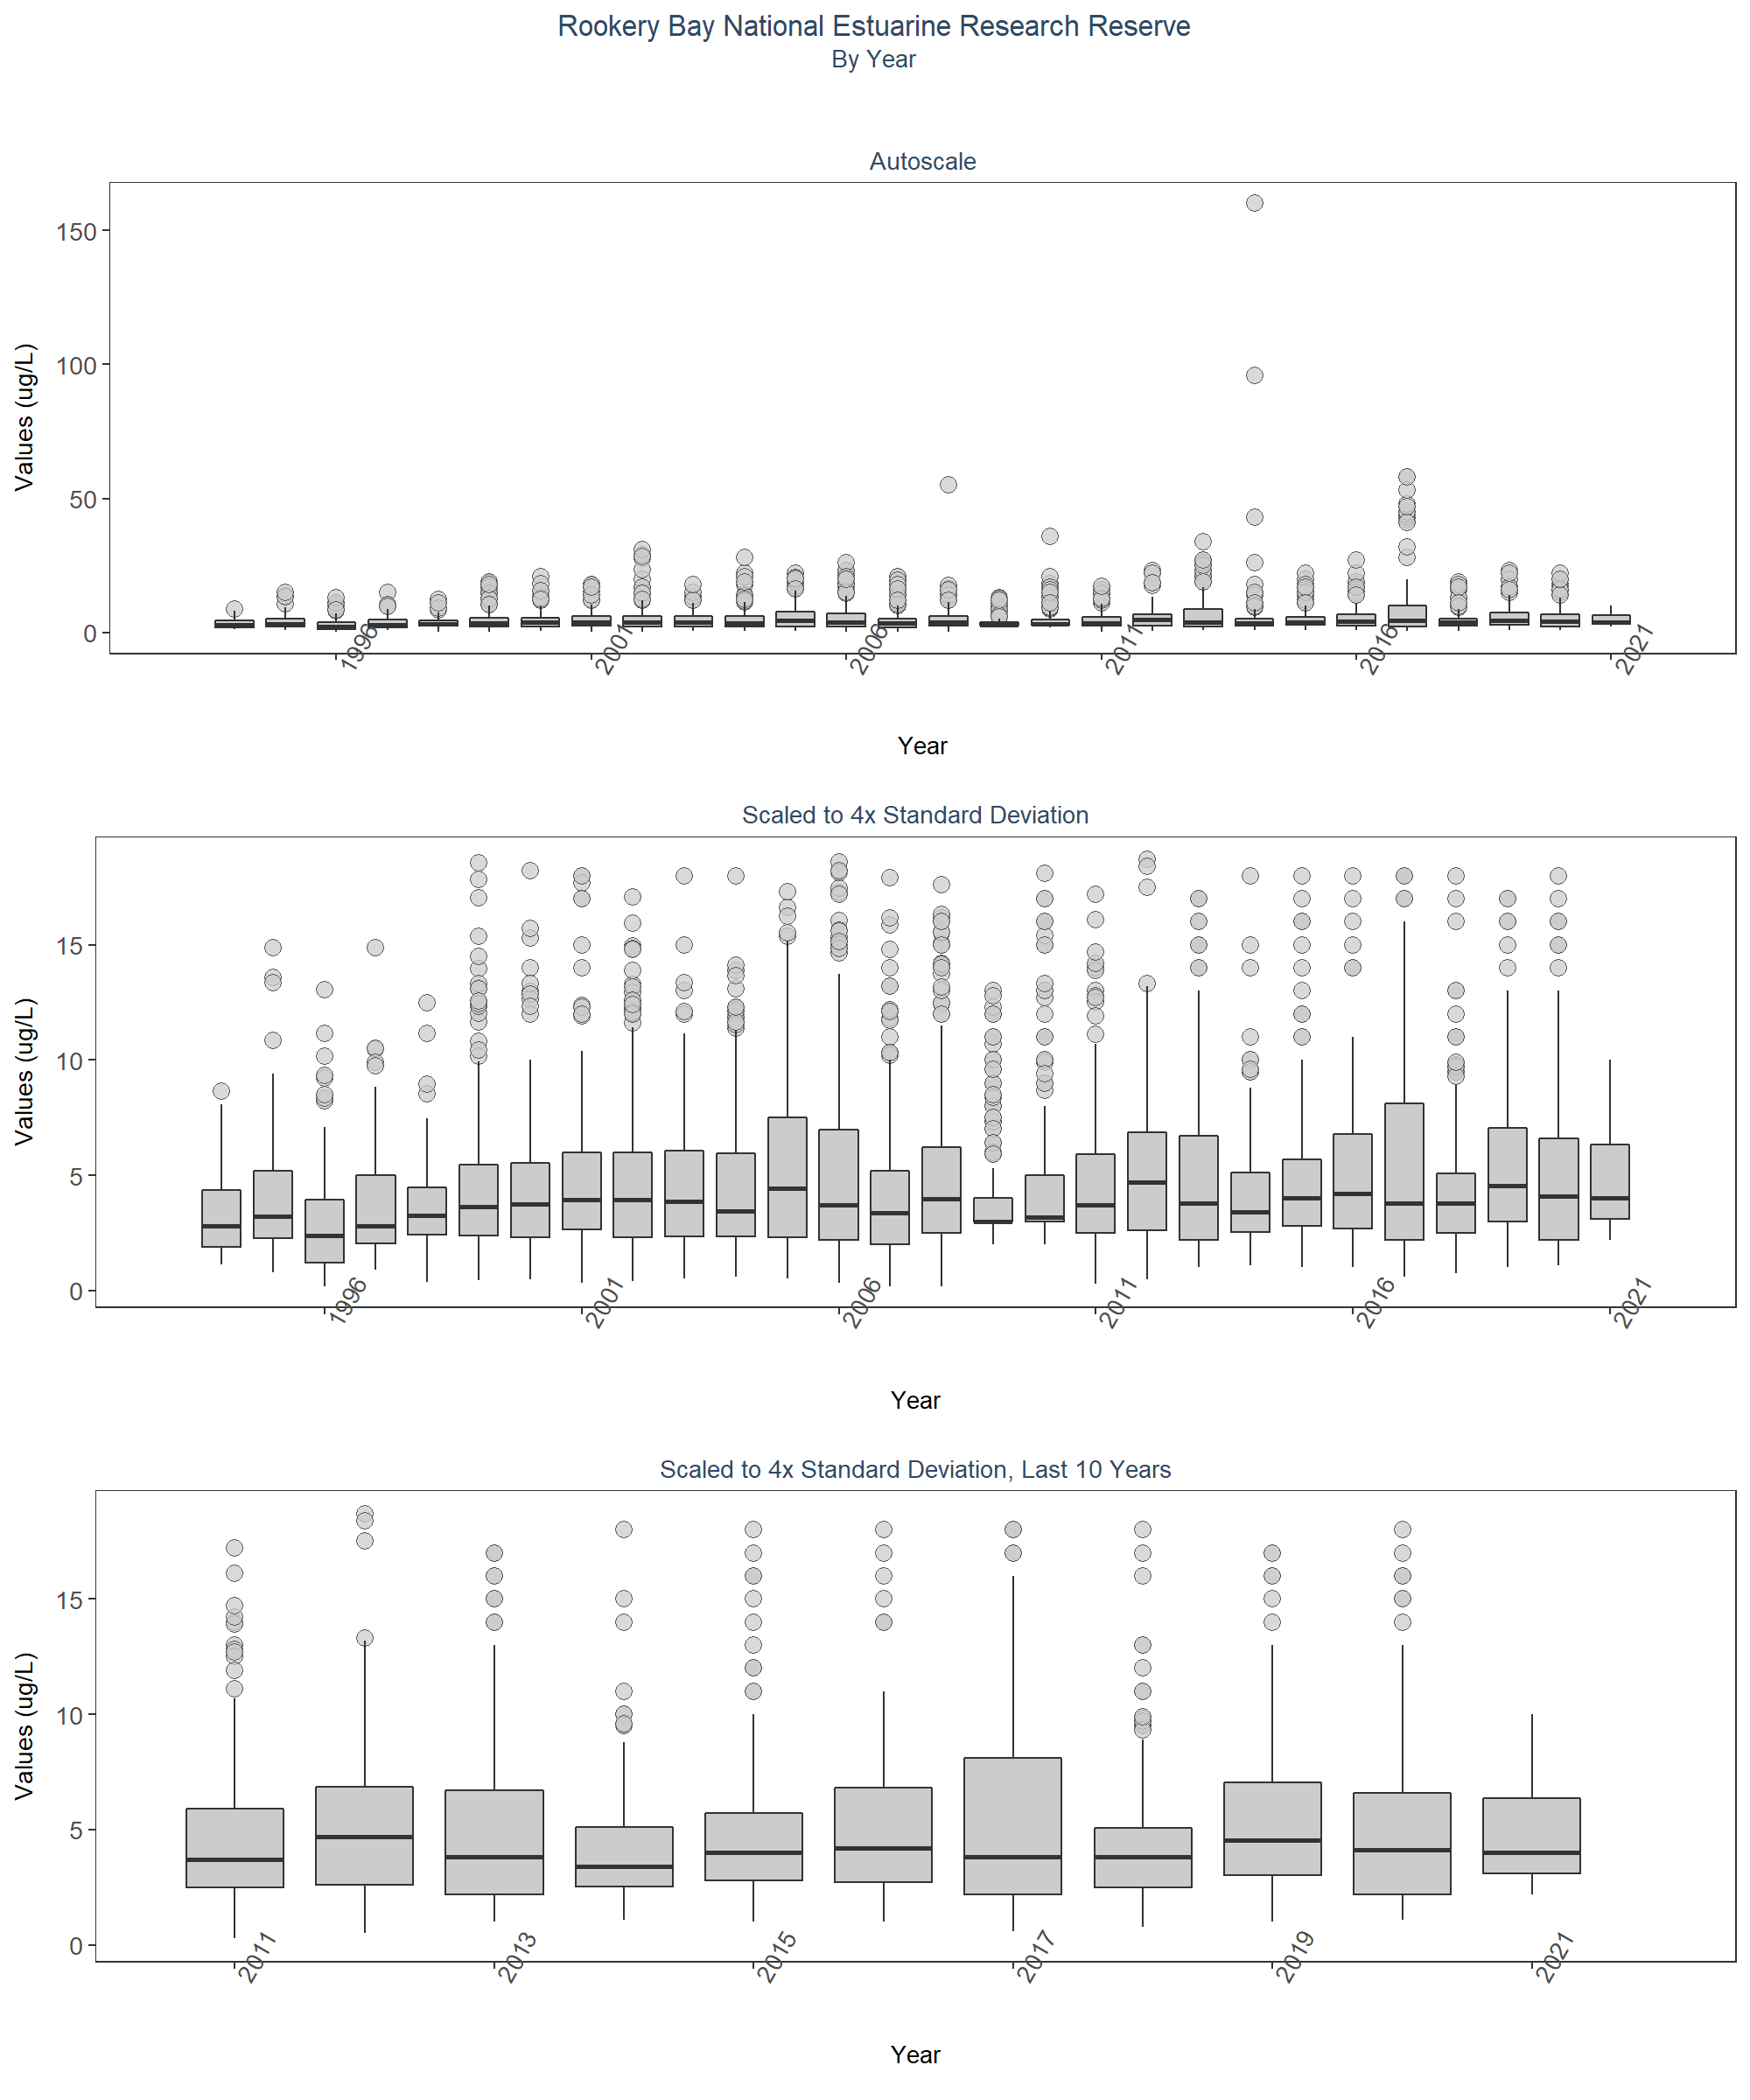 Rookery Bay National Estuarine Research Reserve
By Year
Autoscale
Values (ug/L)
150
100
50
0
1996
2001
2006
2011
2016
2021
Year
Scaled to 4x Standard Deviation
Values (ug/L)
15
10
5
0
1996
2001
2006
2011
2016
2021
Year
Scaled to 4x Standard Deviation, Last 10 Years
Values (ug/L)
15
10
5
0
2011
2013
2015
2017
2019
2021
Year